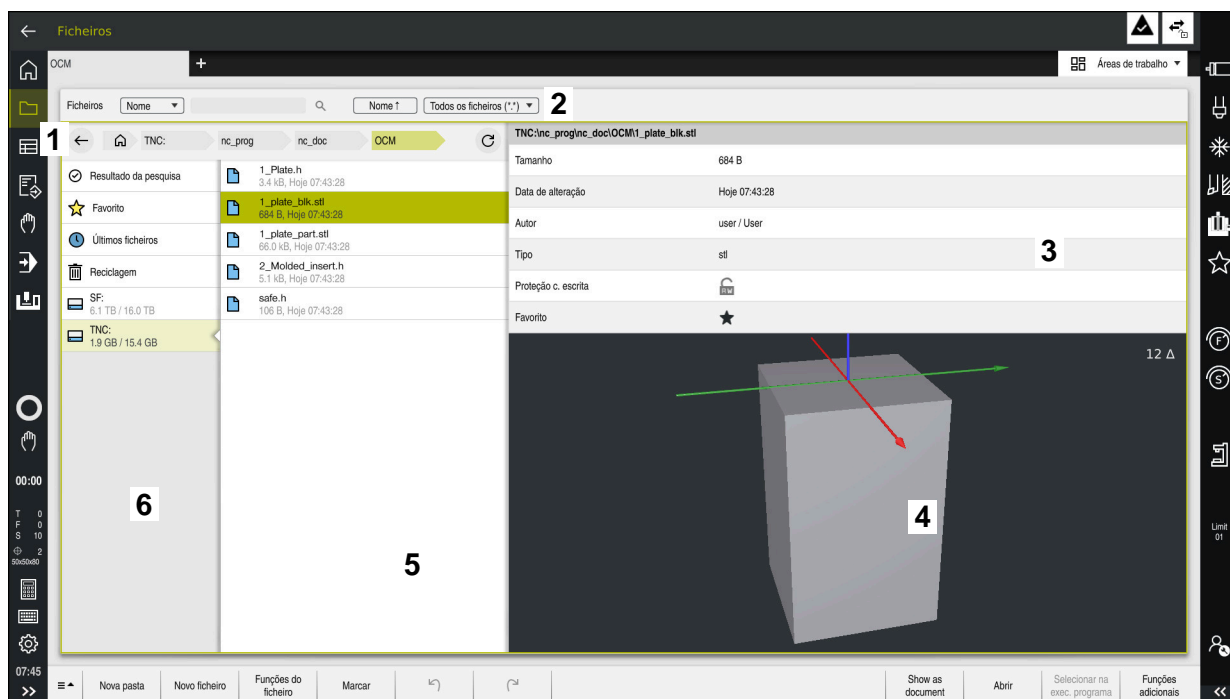 Ficheiros
OCM
+
Áreas de trabalho
Ficheiros
Nome
Nome ↑
Todos os ficheiros (*.*)
2
1
TNC:
nc_prog
nc_doc
OCM
Resultado da pesquisa
Favorito
Últimos ficheiros
Reciclagem
SF:
6.1 TB / 16.0 TB
TNC:
1.9 GB / 15.4 GB
6
1_Plate.h
3.4 kB, Hoje 07:43:28
1_plate_blk.stl
684 B, Hoje 07:43:28
1_plate_part.stl
66.0 kB, Hoje 07:43:28
2_Molded_insert.h
5.1 kB, Hoje 07:43:28
safe.h
106 B, Hoje 07:43:28
5
TNC:\nc_prog\nc_doc\OCM\1_plate_blk.stl
Tamanho 684 B
Data de alteração Hoje 07:43:28
Autor user / User
Tipo stl
3
Proteção c. escrita RW
Favorito
12 Δ
4
00:00
T 0
F 0
S 10
2
50x50x80
07:45
>>
F
S
Limit
01
<<
Nova pasta
Novo ficheiro
Funções do
ficheiro
Marcar
Show as
document
Abrir
Selecionar na
exec. programa
Funções
adicionais